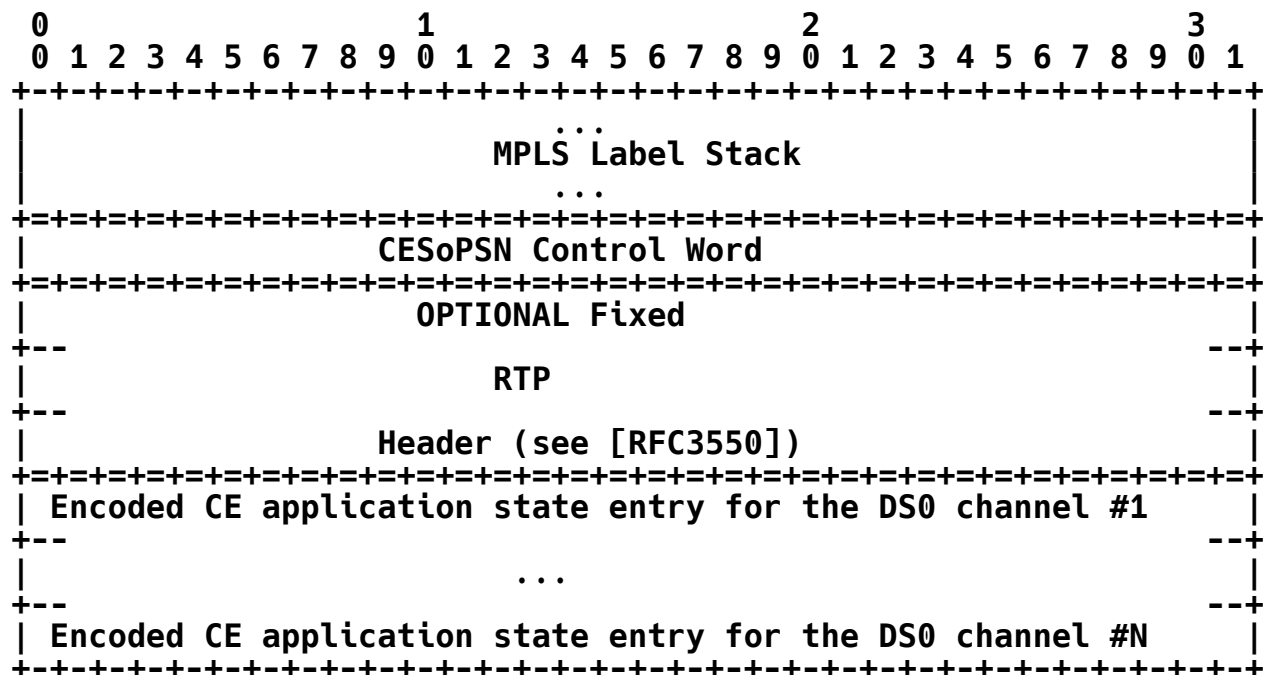 0                   1                   2                   3
 0 1 2 3 4 5 6 7 8 9 0 1 2 3 4 5 6 7 8 9 0 1 2 3 4 5 6 7 8 9 0 1
+-+-+-+-+-+-+-+-+-+-+-+-+-+-+-+-+-+-+-+-+-+-+-+-+-+-+-+-+-+-+-+-+
|                           ...                                 |
|                        MPLS Label Stack                       |
|                           ...                                 |
+=+=+=+=+=+=+=+=+=+=+=+=+=+=+=+=+=+=+=+=+=+=+=+=+=+=+=+=+=+=+=+=+
|                  CESoPSN Control Word                         |
+=+=+=+=+=+=+=+=+=+=+=+=+=+=+=+=+=+=+=+=+=+=+=+=+=+=+=+=+=+=+=+=+
|                    OPTIONAL Fixed                             |
+--                                                           --+
|                        RTP                                    |
+--                                                           --+
|                  Header (see [RFC3550])                       |
+=+=+=+=+=+=+=+=+=+=+=+=+=+=+=+=+=+=+=+=+=+=+=+=+=+=+=+=+=+=+=+=+
| Encoded CE application state entry for the DS0 channel #1     |
+--                                                           --+
|                         ...                                   |
+--                                                           --+
| Encoded CE application state entry for the DS0 channel #N     |
+-+-+-+-+-+-+-+-+-+-+-+-+-+-+-+-+-+-+-+-+-+-+-+-+-+-+-+-+-+-+-+-+